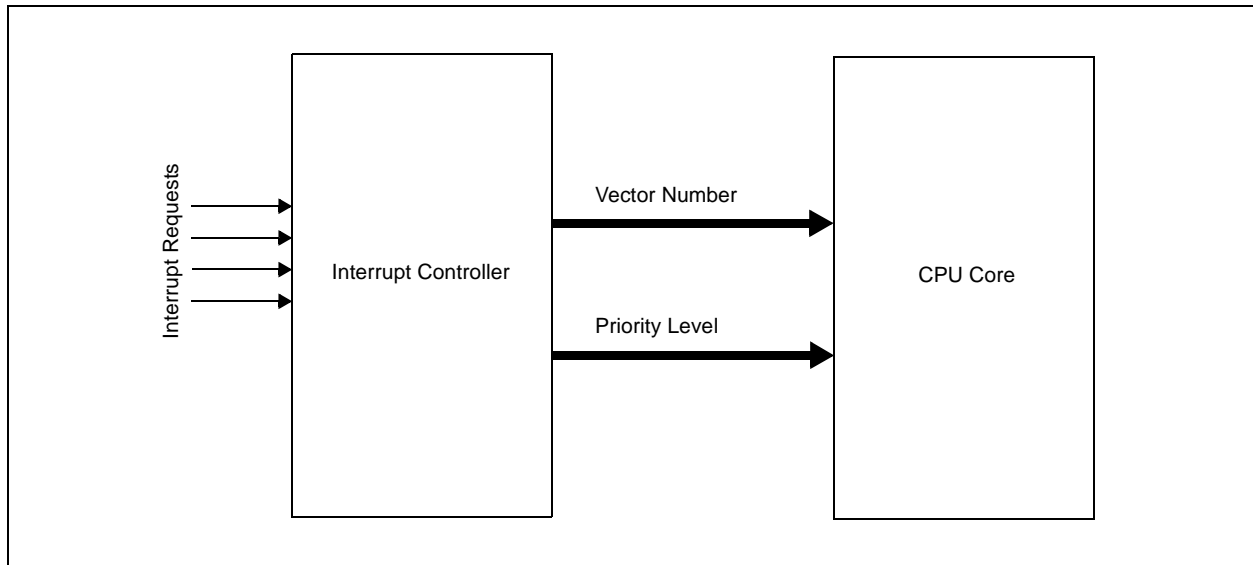 Interrupt Requests
Interrupt Controller
Vector Number
Priority Level
CPU Core